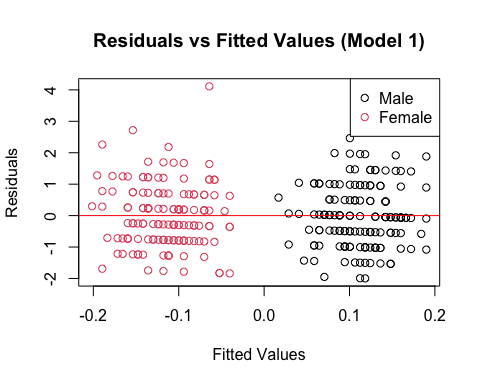 Residuals vs Fitted Values (Model 1)
Male
Female
Residuals
4
3
2
1
0
-1
-2
-0.2 -0.1 0.0 0.1 0.2
Fitted Values